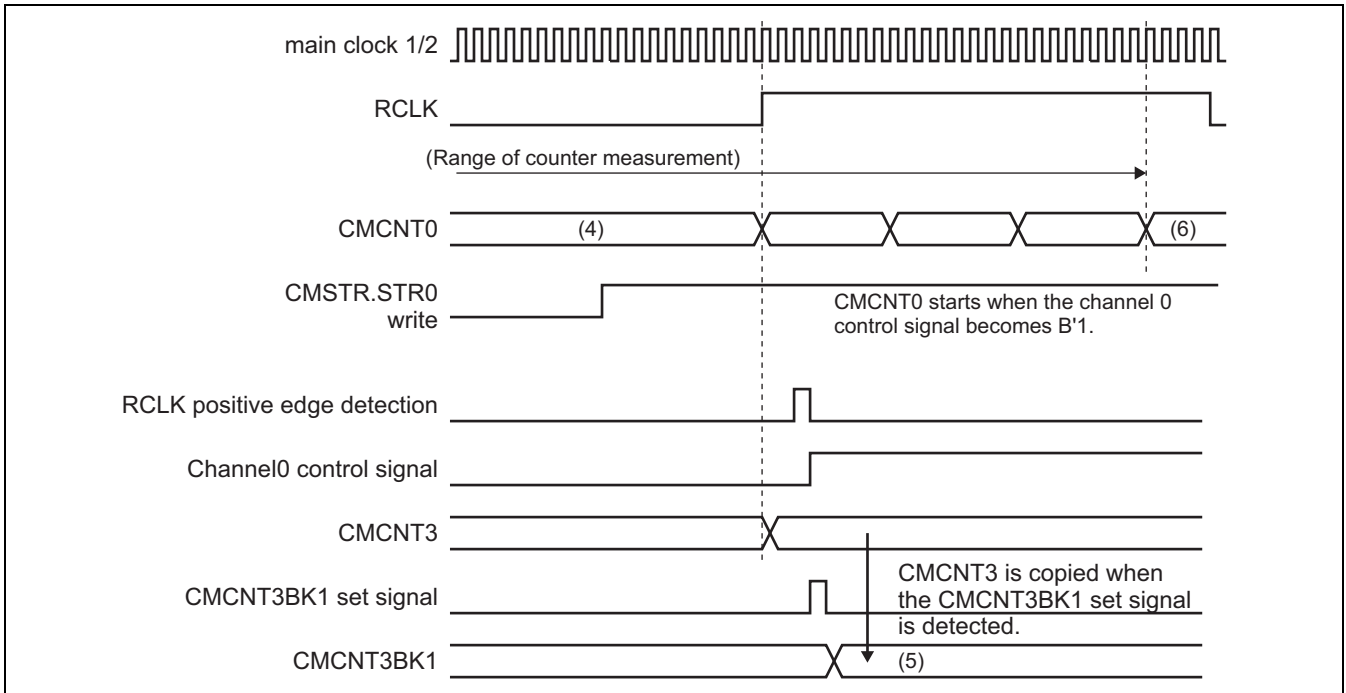 main clock 1/2
RCLK
(Range of counter measurement)
CMCNT0
(4)
(6)
CMSTR.STR0
write
CMCNT0 starts when the channel 0
control signal becomes B'1.
RCLK positive edge detection
Channel0 control signal
CMCNT3
CMCNT3 is copied when
the CMCNT3BK1 set signal
is detected.
CMCNT3BK1 set signal
CMCNT3BK1
(5)